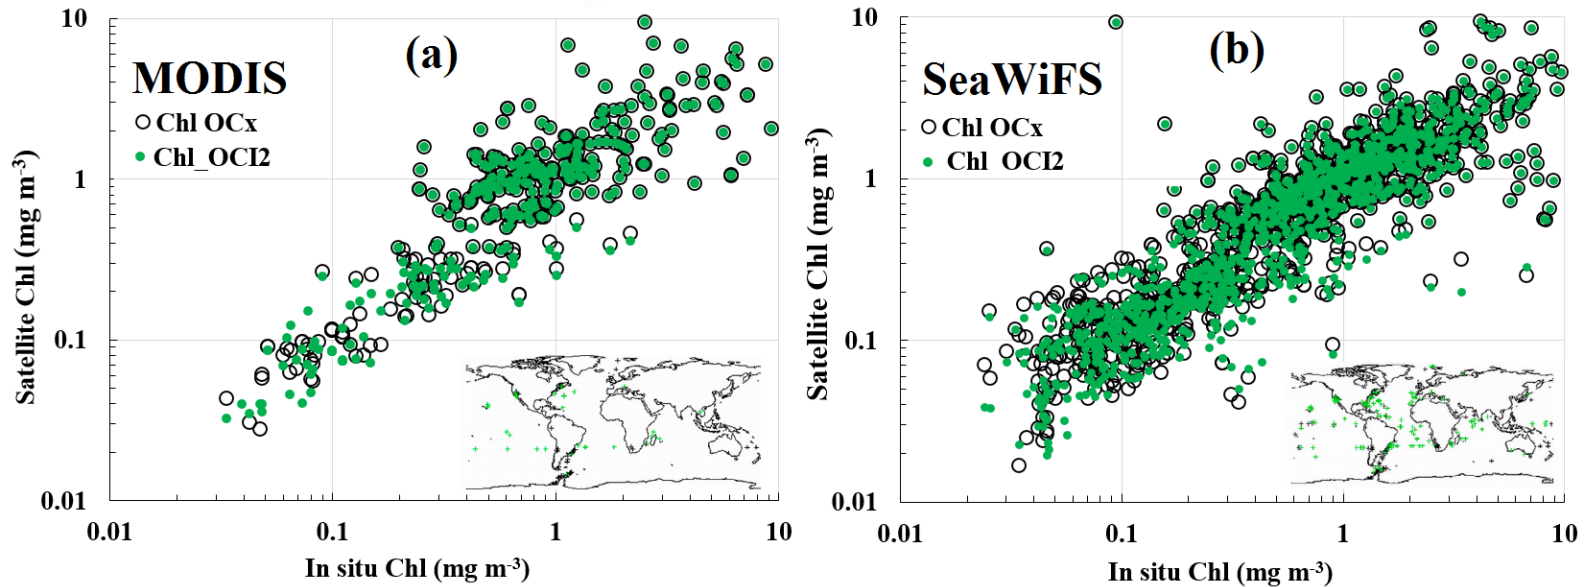 10
(a)
MODIS
Chl OCx
Chl_OCI2
1
0.1
0.01
Satellite Chl (mg m-3)
0.01
0.1
1
10
In situ Chl (mg m-3)
10
(b)
SeaWiFS
Chl OCx
Chl OCI2
1
0.1
0.01
Satellite Chl (mg m-3)
0.01
0.1
1
10
In situ Chl (mg m-3)